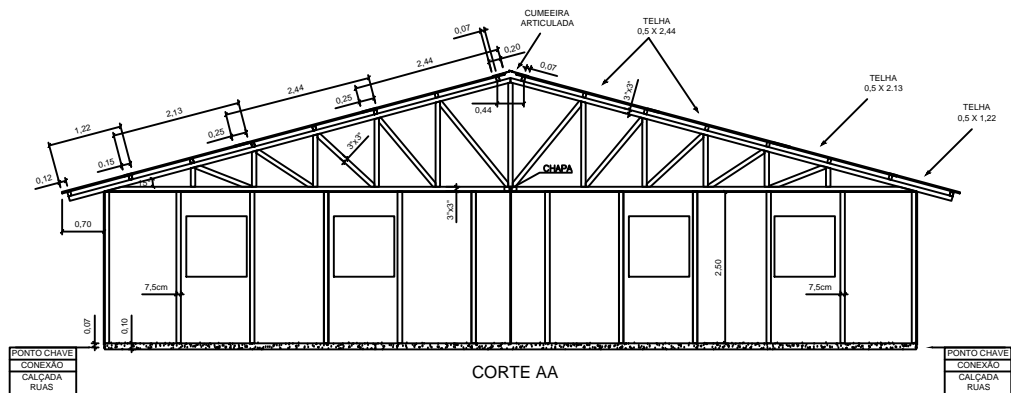 CUMEEIRA
ARTICULADA
TELHA
0,5 X 2,44
TELHA
0,5 X 2.13
TELHA
0,5 X 1,22
0,07
0,20
0,07
2,44
2,44
2,13
1,22
0,25
0,25
0,15
0,12
0,44
3"x3"
3"x3"
3"x3"
CHAPA
0,70
2,50
7,5cm
7,5cm
0,07
0,10
PONTO CHAVE
CONEXÃO
CALÇADA
RUAS
CORTE AA
PONTO CHAVE
CONEXÃO
CALÇADA
RUAS